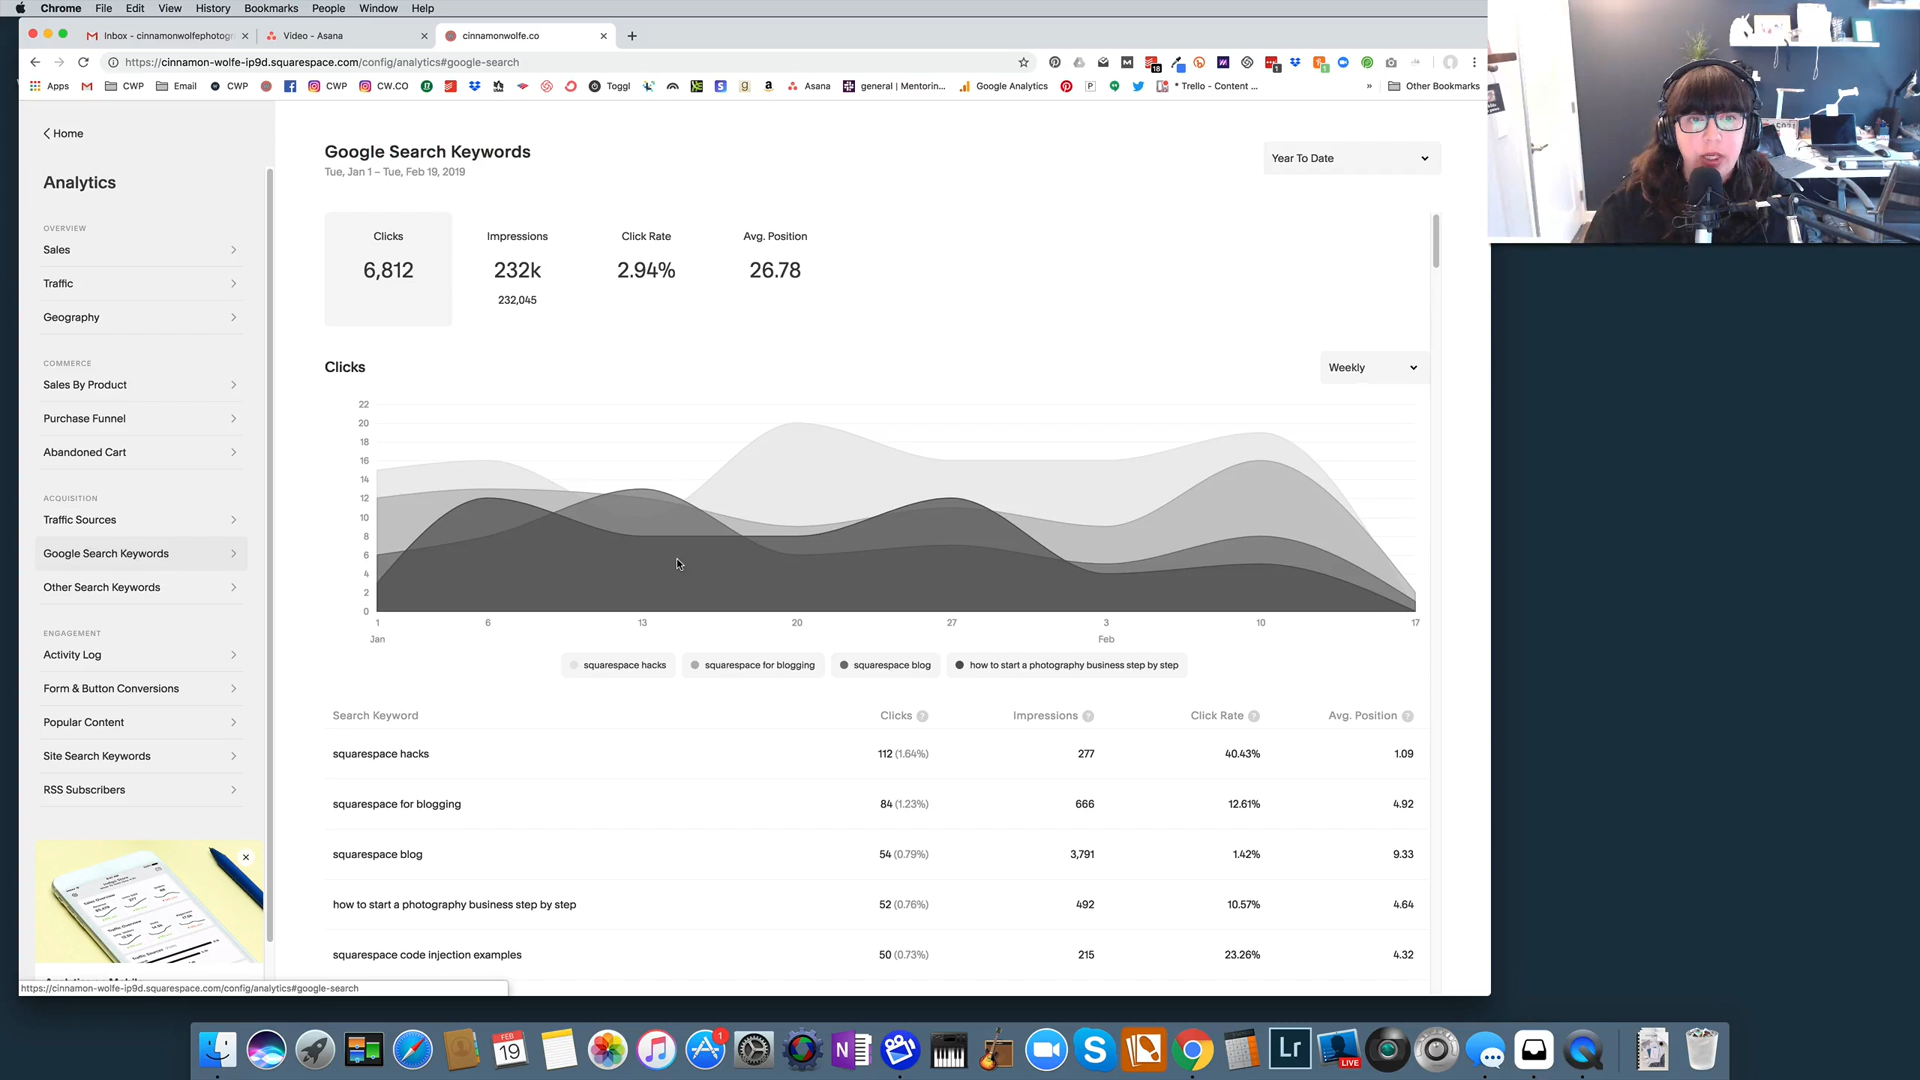 Chrome File Edit View History Bookmarks People Window Help
Inbox - cinnamonwolfephotogr Video - Asana cinnamonwolfe.co
https://cinnamon-wolfe-ip9d.squarespace.com/config/analytics#google-search
Apps CWP Email CWP CWP CW.CO Toggl Asana general | Mentorin... Google Analytics * Trello - Content ... » Other Bookmarks
Home
Analytics
OVERVIEW
Sales
Traffic
Geography
COMMERCE
Sales By Product
Purchase Funnel
Abandoned Cart
ACQUISITION
Traffic Sources
Google Search Keywords
Other Search Keywords
ENGAGEMENT
Activity Log
Form & Button Conversions
Popular Content
Site Search Keywords
RSS Subscribers
https://cinnamon-wolfe-ip9d.squarespace.com/config/analytics#google-search
Google Search Keywords
Tue, Jan 1 – Tue, Feb 19, 2019
Year To Date
Clicks Impressions Click Rate Avg. Position
6,812 232k 2.94% 26.78
232,045
Clicks
Weekly
22
20
18
16
14
12
10
8
6
4
2
0
1 6 13 20 27 3 10 17
Jan Feb
squarespace hacks squarespace for blogging squarespace blog how to start a photography business step by step
Search Keyword Clicks ? Impressions ? Click Rate ? Avg. Position ?
squarespace hacks 112 (1.64%) 277 40.43% 1.09
squarespace for blogging 84 (1.23%) 666 12.61% 4.92
squarespace blog 54 (0.79%) 3,791 1.42% 9.33
how to start a photography business step by step 52 (0.76%) 492 10.57% 4.64
squarespace code injection examples 50 (0.73%) 215 23.26% 4.32
FEB
19
1
N
S
Lr
LIVE